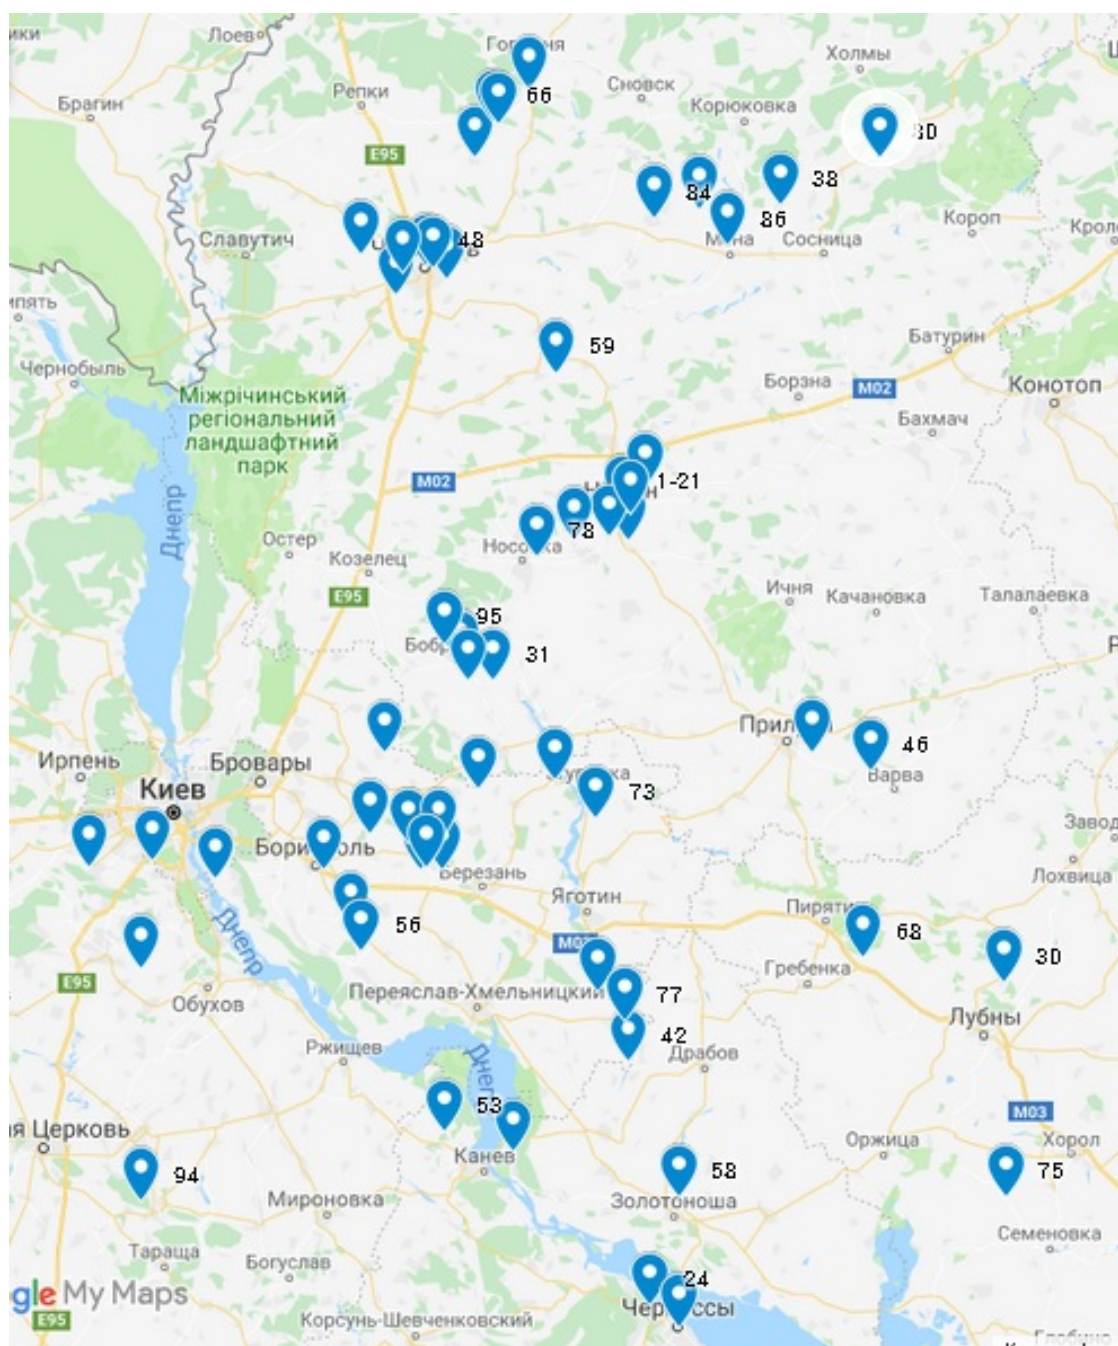 Лоев
Холмы
66
Сновск
Репки
Брагин
Корюковка
E95
38
84
86
Короп
Славутич
48
Сосница
59
Батурин
Чернобыль
Борзна
M02
Конотоп
Міжрічинський
регіональний
ландшафтний
парк
Бахмач
M02
1-21
Днепр
78
Остер
Козелец
E95
Ичня
Качановка
Талалаевка
95
31
46
Ирпень
Бровары
Варва
Киев
73
Березань
Лохвица
Яготин
56
68
30
Днепр
E95
Гребенка
77
Переяслав-Хмельницкий
Обухов
Лубны
42
Драбов
Ржищев
53
M03
Оржица
Хорол
Канев
94
58
75
Мироновка
Золотоноша
Семеновка
Тараща
Богуслав
24
gle My Maps
E95
Корсунь-Шевченковский